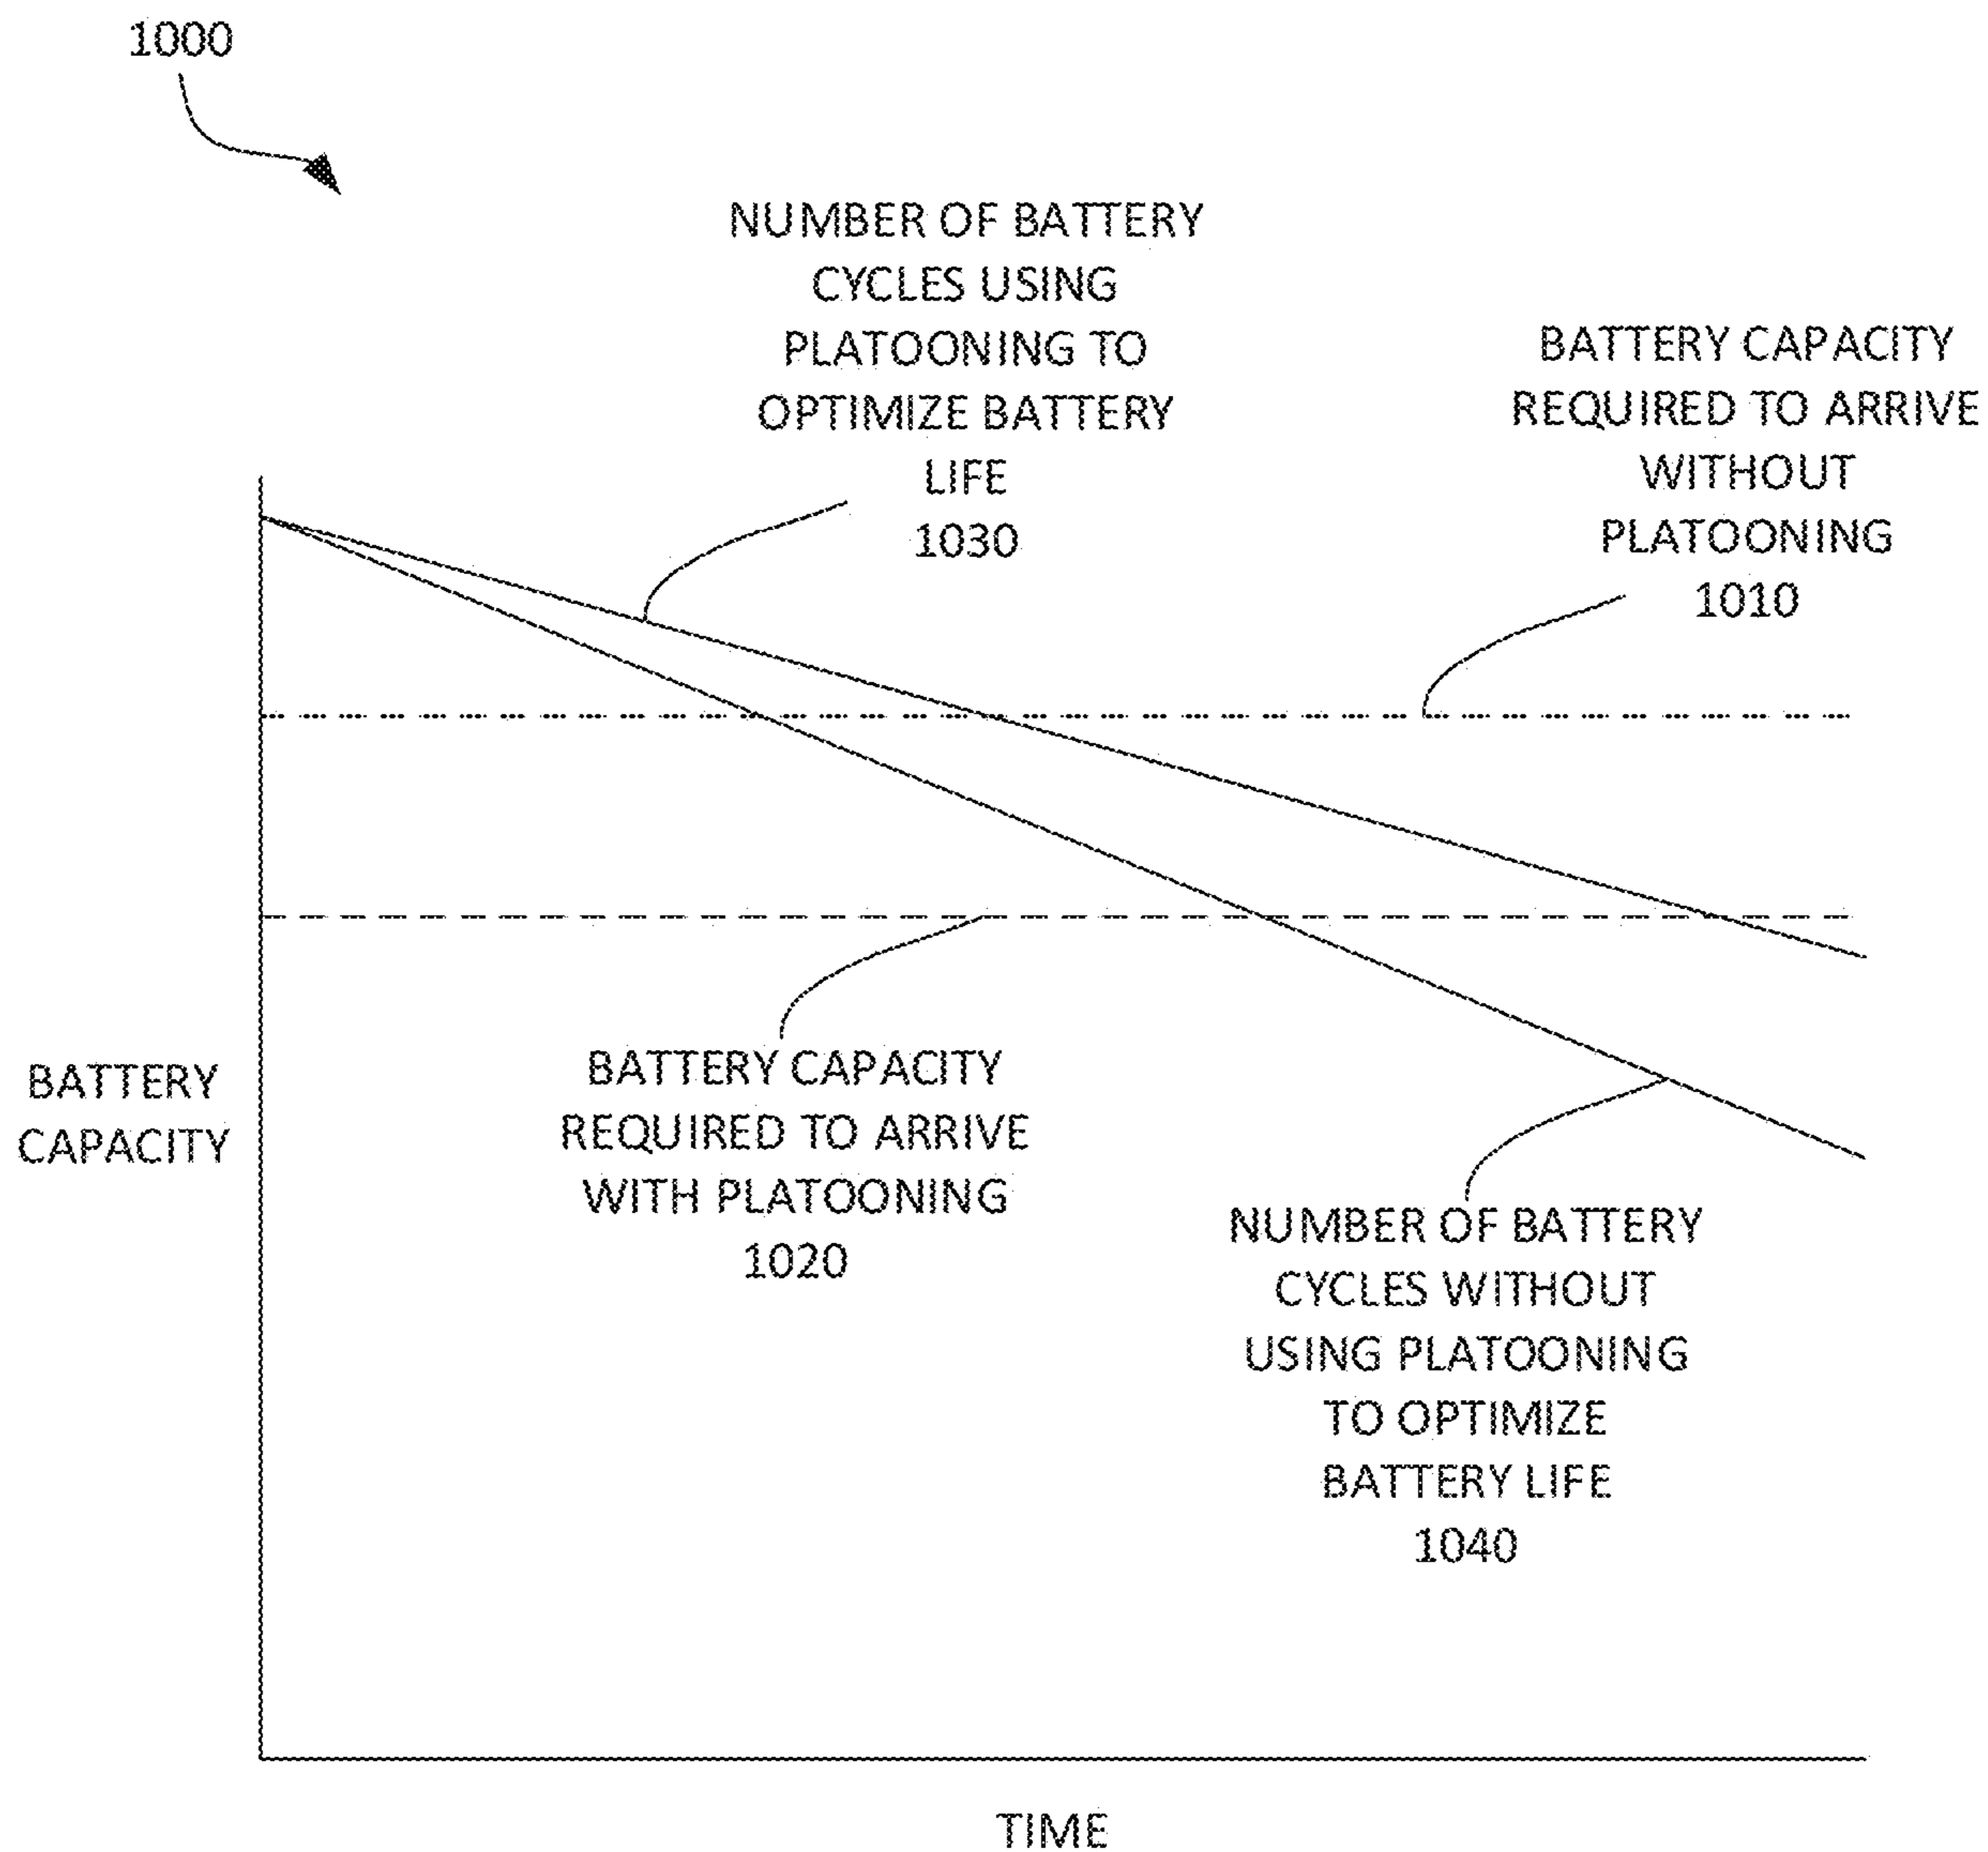 1000
NUMBER OF BATTERY
CYCLES USING
PLATOONING TO
OPTIMIZE BATTERY
LIFE
1030
BATTERY CAPACITY
REQUIRED TO ARRIVE
WITHOUT
PLATOONING
1010
BATTERY
CAPACITY
BATTERY CAPACITY
REQUIRED TO ARRIVE
WITH PLATOONING
1020
NUMBER OF BATTERY
CYCLES WITHOUT
USING PLATOONING
TO OPTIMIZE
BATTERY LIFE
1040
TIME